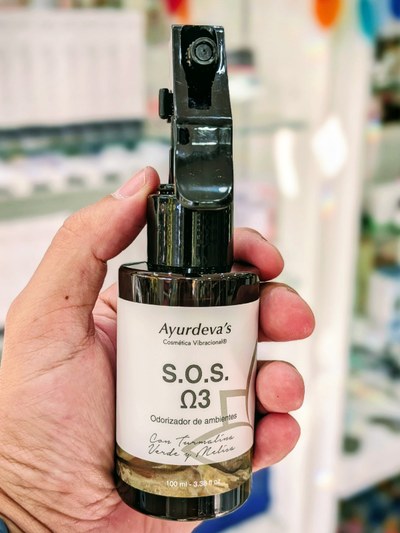 Ayurdeva's
Cosmética Vibracional®
S.O.S.
Ω3
Odorizador de ambientes
Con Turmalina
Verde y Melisa
100 ml - 3.38 fl oz